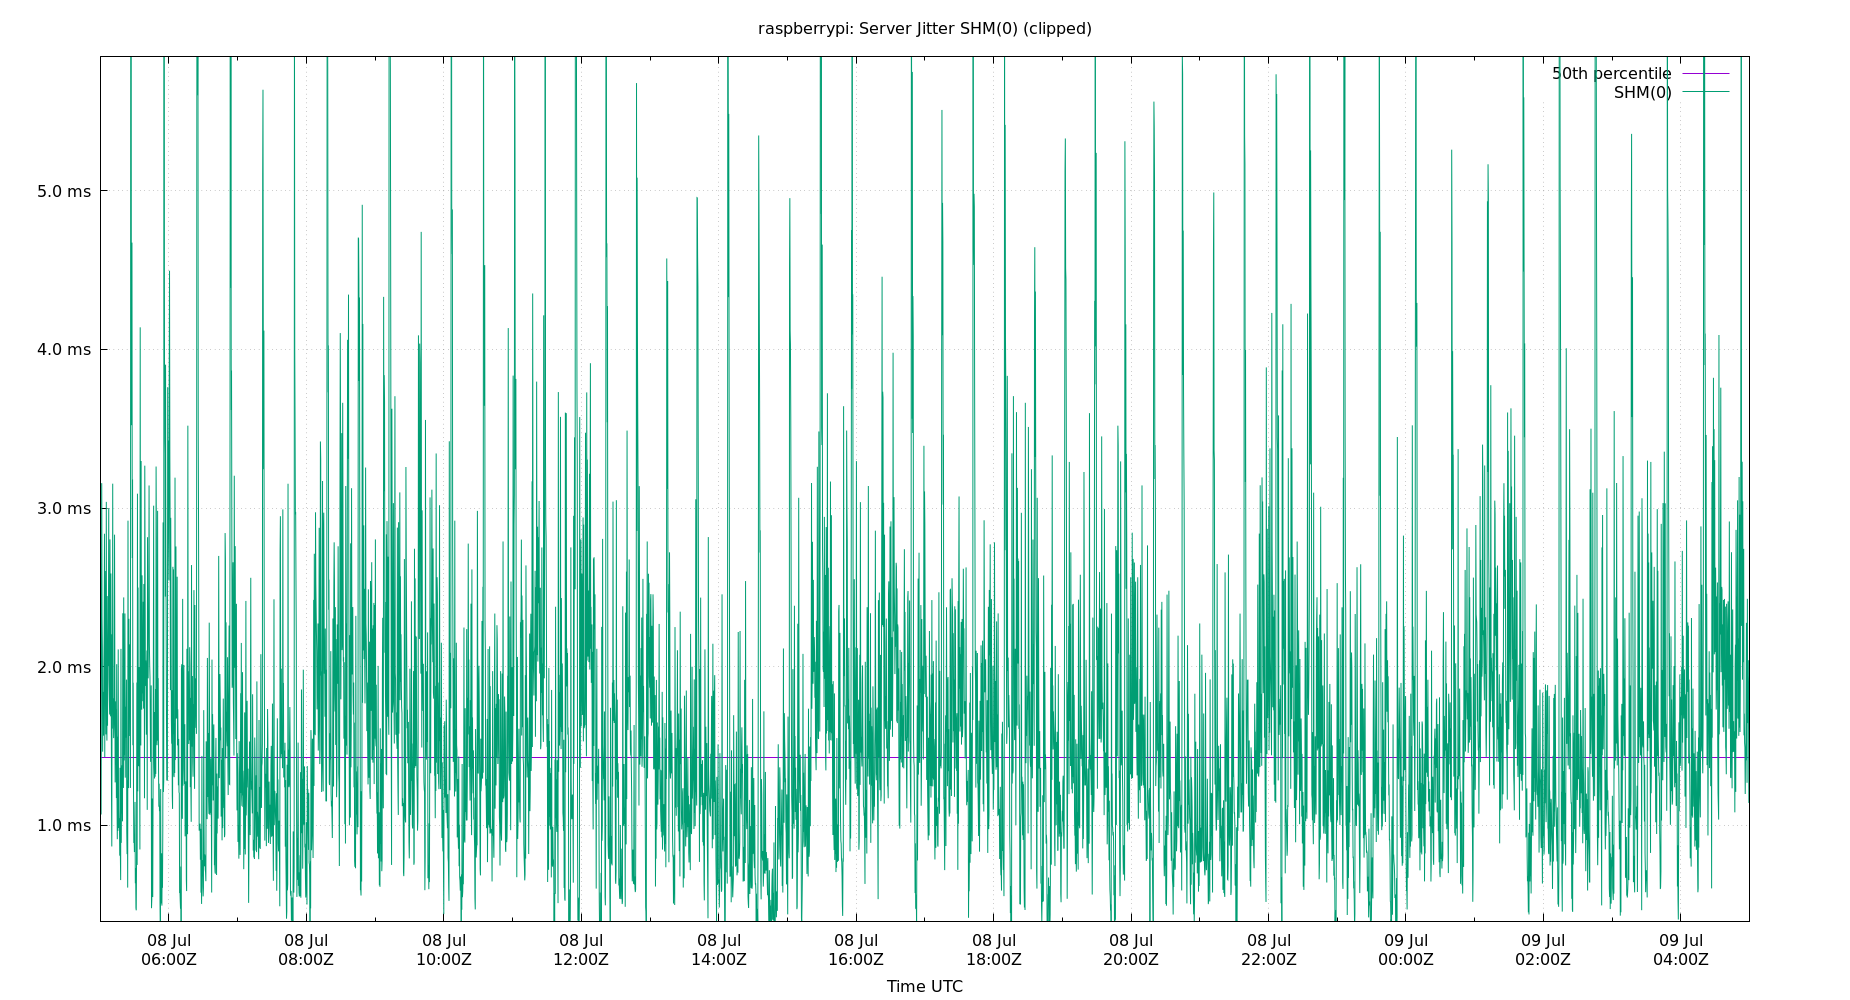 raspberrypi: Server Jitter SHM(0) (clipped)
50th percentile
SHM(0)
5.0 ms
4.0 ms
3.0 ms
2.0 ms
1.0 ms
08 Jul 08 Jul 08 Jul 08 Jul 08 Jul 08 Jul 08 Jul 08 Jul 08 Jul 09 Jul 09 Jul 09 Jul
06:00Z 08:00Z 10:00Z 12:00Z 14:00Z 16:00Z 18:00Z 20:00Z 22:00Z 00:00Z 02:00Z 04:00Z
Time UTC